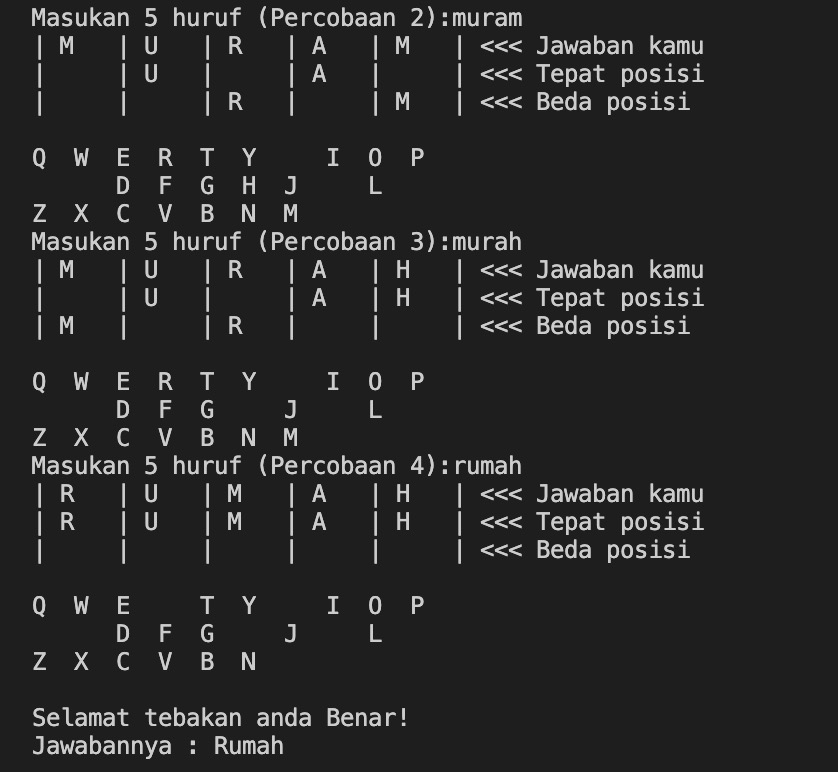 Masukan 5 huruf (Percobaan 2):muram
| M   | U   | R   | A   | M   | <<< Jawaban kamu
|     | U   |     | A   |     | <<< Tepat posisi
|     |     | R   |     | M   | <<< Beda posisi
Q  W  E  R  T  Y     I  O  P
      D  F  G  H  J     L
Z  X  C  V  B  N  M
Masukan 5 huruf (Percobaan 3):murah
| M   | U   | R   | A   | H   | <<< Jawaban kamu
|     | U   |     | A   | H   | <<< Tepat posisi
| M   |     | R   |     |     | <<< Beda posisi
Q  W  E  R  T  Y     I  O  P
      D  F  G     J     L
Z  X  C  V  B  N  M
Masukan 5 huruf (Percobaan 4):rumah
| R   | U   | M   | A   | H   | <<< Jawaban kamu
| R   | U   | M   | A   | H   | <<< Tepat posisi
|     |     |     |     |     | <<< Beda posisi
Q  W  E     T  Y     I  O  P
      D  F  G     J     L
Z  X  C  V  B  N
Selamat tebakan anda Benar!
Jawabannya : Rumah